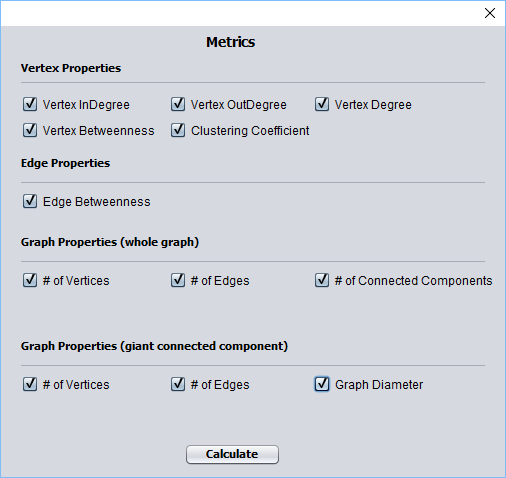 Metrics
Vertex Properties
Vertex InDegree Vertex OutDegree Vertex Degree
Vertex Betweenness Clustering Coefficient
Edge Properties
Edge Betweenness
Graph Properties (whole graph)
# of Vertices # of Edges # of Connected Components
Graph Properties (giant connected component)
# of Vertices # of Edges Graph Diameter
Calculate